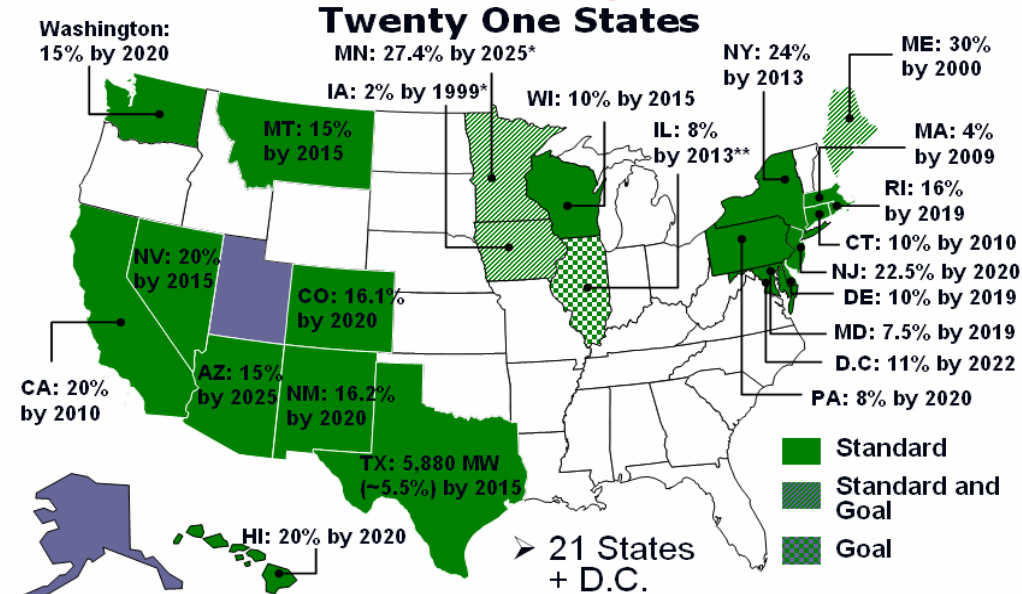 Twenty One States
Washington:
15% by 2020
MN: 27.4% by 2025*
IA: 2% by 1999*
WI: 10% by 2015
IL: 8%
by 2013**
NY: 24%
by 2013
ME: 30%
by 2000
MA: 4%
by 2009
RI: 16%
by 2019
CT: 10% by 2010
NJ: 22.5% by 2020
DE: 10% by 2019
MD: 7.5% by 2019
D.C: 11% by 2022
PA: 8% by 2020
MT: 15%
by 2015
NV: 20%
by 2015
CO: 16.1%
by 2020
CA: 20%
by 2010
AZ: 15%
by 2025
NM: 16.2%
by 2020
TX: 5,880 MW
(~5.5%) by 2015
HI: 20% by 2020
Standard
Standard and
Goal
Goal
➢ 21 States
+ D.C.